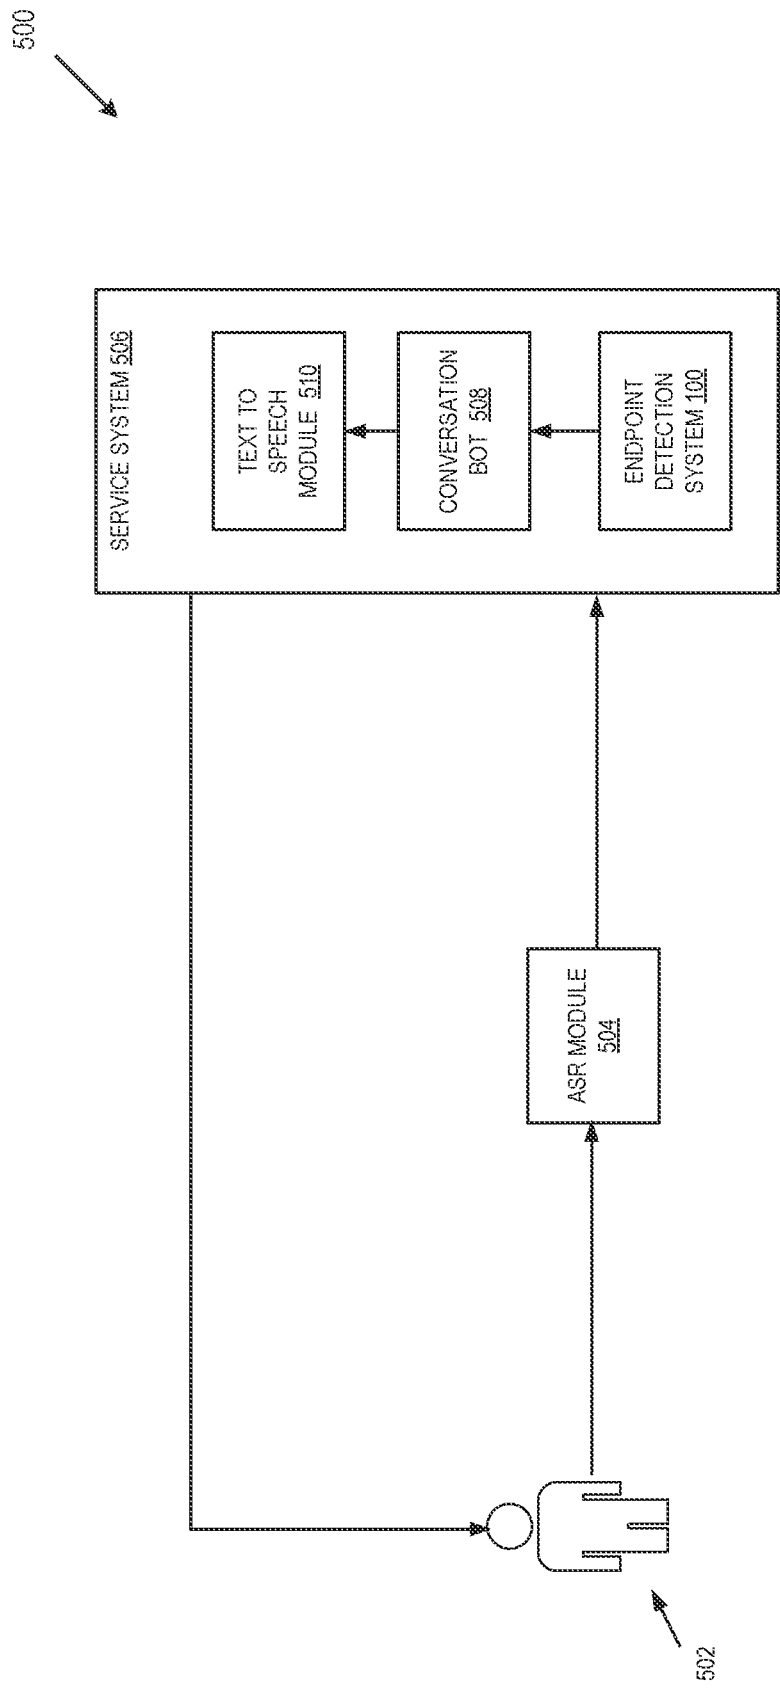 500
SERVICE SYSTEM 506
TEXT TO
SPEECH
MODULE 510
CONVERSATION
BOT 508
ENDPOINT
DETECTION
SYSTEM 100
ASR MODULE
504
502